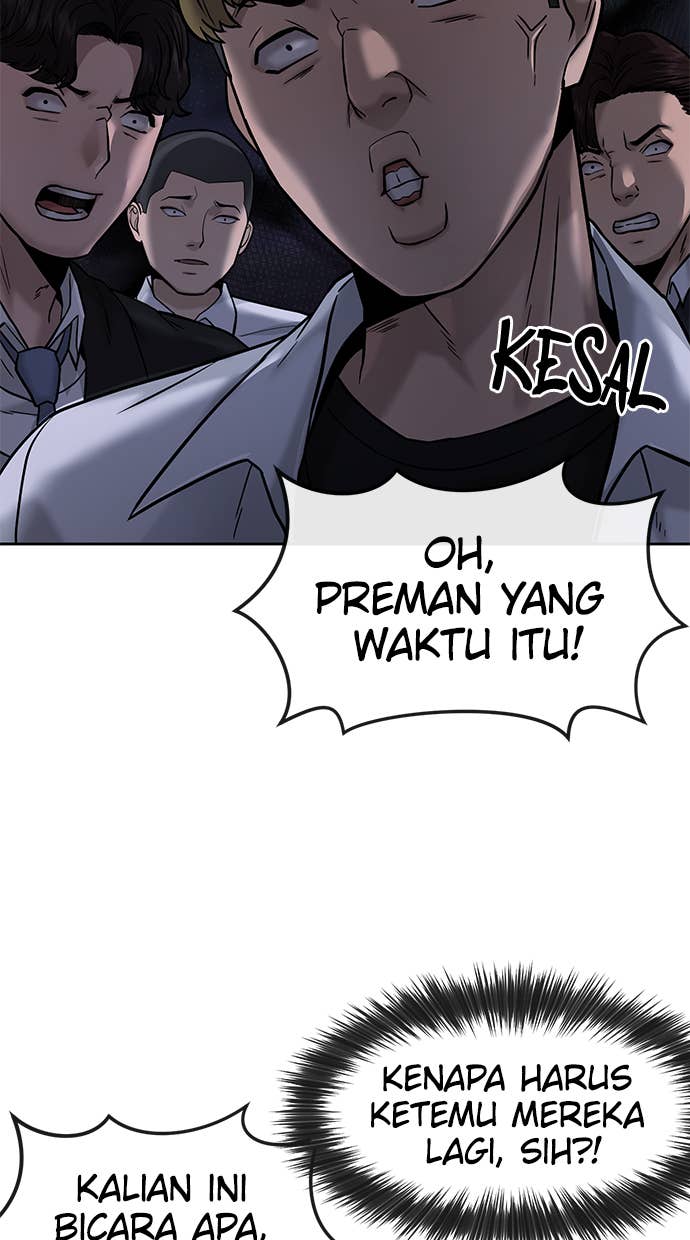 KESAL
OH,
PREMAN YANG
WAKTU ITU!
KENAPA HARUS
KETEMU MEREKA
LAGI, SIH?!
KALIAN INI
BICARA APA,